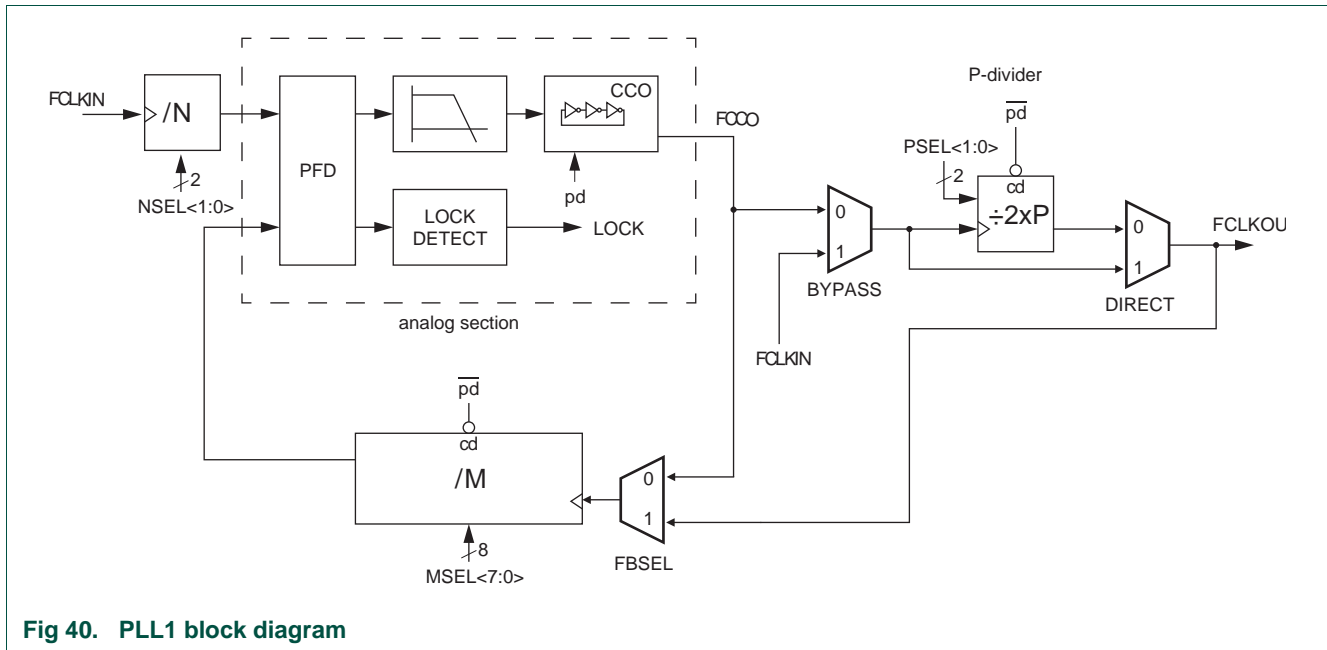 CCO
P-divider
FCLKIN
/N
FCCO
pd
PSEL<1:0>
2
PFD
pd
cd
2
NSEL<1:0>
÷2xP
LOCK
DETECT
LOCK
0
1
0
1
FCLKOU
BYPASS
DIRECT
analog section
FCLKIN
pd
cd
/M
0
1
8
MSEL<7:0>
FBSEL
Fig 40. PLL1 block diagram